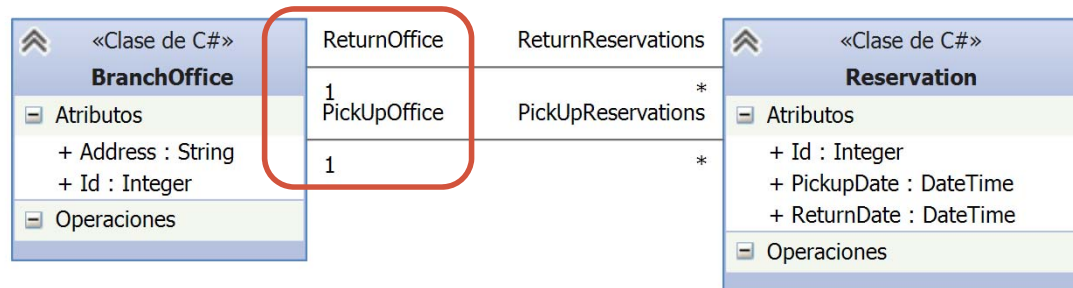 «Clase de C#»
BranchOffice
Atributos
+ Address : String
+ Id : Integer
Operaciones
ReturnOffice
ReturnReservations
1
*
PickUpOffice
PickUpReservations
1
*
«Clase de C#»
Reservation
Atributos
+ Id : Integer
+ PickupDate : DateTime
+ ReturnDate : DateTime
Operaciones